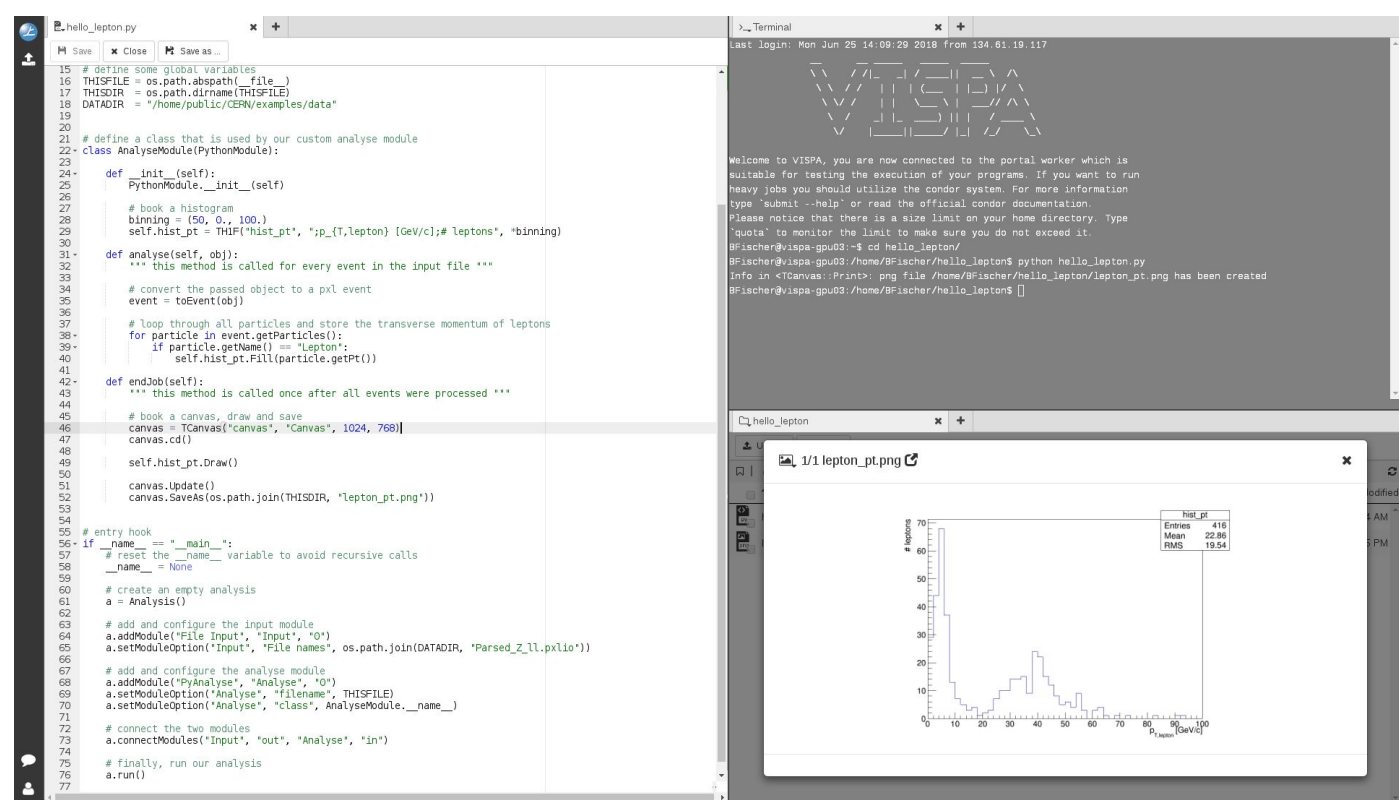 hello_lepton.py
Save Close Save as ...
15 # define some global variables
16 THISFILE = os.path.abspath(__file__)
17 THISDIR = os.path.dirname(THISFILE)
18 DATADIR = "/home/public/CERN/examples/data"
19
20
21 # define a class that is used by our custom analyse module
22 class AnalyseModule(PythonModule):
23
24 def __init__(self):
25 PythonModule.__init__(self)
26
27 # book a histogram
28 binning = (50, 0., 100.)
29 self.hist_pt = TH1F("hist_pt", ";p_{T,lepton} [GeV/c];# leptons", *binning)
30
31 def analyse(self, obj):
32 """ this method is called for every event in the input file """
33
34 # convert the passed object to a pxl event
35 event = toEvent(obj)
36
37 # loop through all particles and store the transverse momentum of leptons
38 for particle in event.getParticles():
39 if particle.getName() == "Lepton":
40 self.hist_pt.Fill(particle.getPt())
41
42 def endJob(self):
43 """ this method is called once after all events were processed """
44
45 # book a canvas, draw and save
46 canvas = TCanvas("canvas", "Canvas", 1024, 768)
47 canvas.cd()
48
49 self.hist_pt.Draw()
50
51 canvas.Update()
52 canvas.SaveAs(os.path.join(THISDIR, "lepton_pt.png"))
53
54
55 # entry hook
56 if __name__ == "__main__":
57 # reset the __name__ variable to avoid recursive calls
58 __name__ = None
59
60 # create an empty analysis
61 a = Analysis()
62
63 # add and configure the input module
64 a.addModule("File Input", "Input", "0")
65 a.setModuleOption("Input", "File names", os.path.join(DATADIR, "Parsed_Z_ll.pxlio"))
66
67 # add and configure the analyse module
68 a.addModule("PyAnalyse", "Analyse", "0")
69 a.setModuleOption("Analyse", "filename", THISFILE)
70 a.setModuleOption("Analyse", "class", AnalyseModule.__name__)
71
72 # connect the two modules
73 a.connectModules("Input", "out", "Analyse", "in")
74
75 # finally, run our analysis
76 a.run()
77
Terminal
Last login: Mon Jun 25 14:09:29 2018 from 134.61.19.117
VISPA
Welcome to VISPA, you are now connected to the portal worker which is
suitable for testing the execution of your programs. If you want to run
heavy jobs you should utilize the condor system. For more information
type `submit --help` or read the official condor documentation.
Please notice that there is a size limit on your home directory. Type
`quota` to monitor the limit to make sure you do not exceed it.
BFischer@vispa-gpu03:~$ cd hello_lepton/
BFischer@vispa-gpu03:/home/BFischer/hello_lepton$ python hello_lepton.py
Info in <TCanvas::Print>: png file /home/BFischer/hello_lepton/lepton_pt.png has been created
BFischer@vispa-gpu03:/home/BFischer/hello_lepton$
hello_lepton
1/1 lepton_pt.png
AM
PM
hist_pt
Entries 416
Mean 22.86
RMS 19.54
# leptons
70
60
50
40
30
20
10
0
0 10 20 30 40 50 60 70 80 90 100
p_T,lepton [GeV/c]